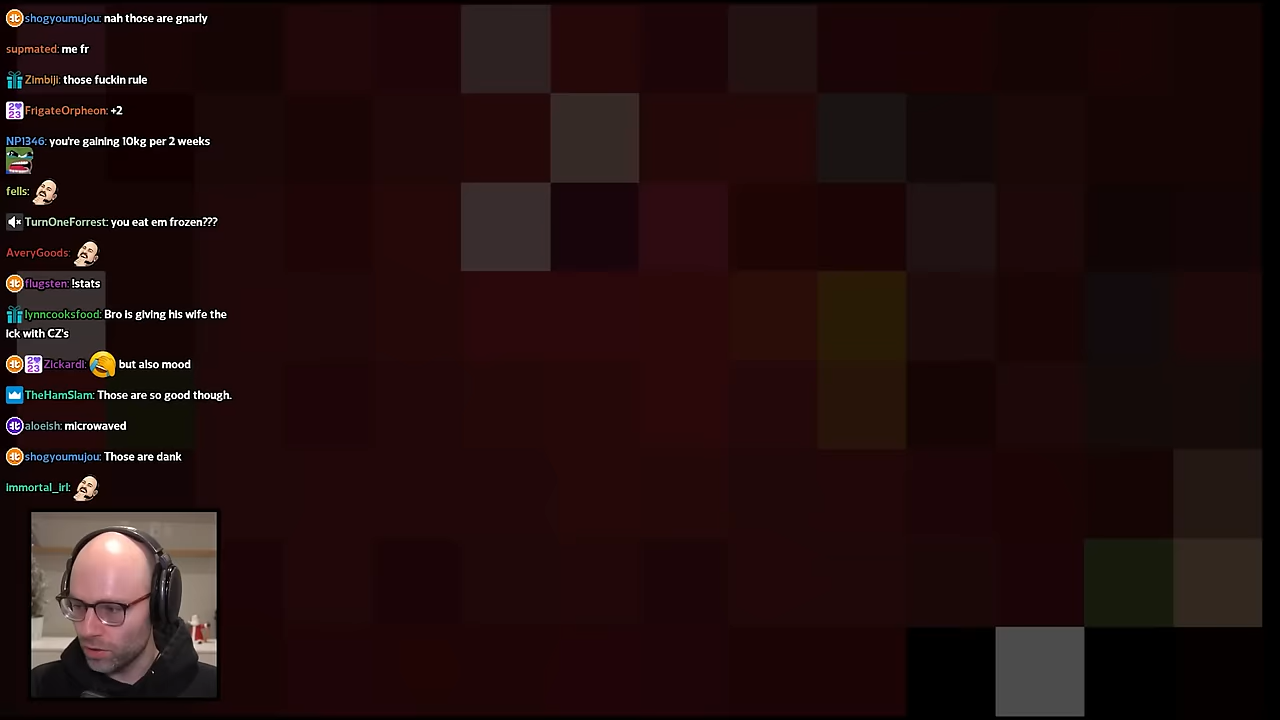 shogyoumujou: nah those are gnarly
supmated: me fr
Zimbiji: those fuckin rule
FrigateOrpheon: +2
NP1346: you're gaining 10kg per 2 weeks
fells:
TurnOneForrest: you eat em frozen???
AveryGoods:
flugsten: !stats
lynncooksfood: Bro is giving his wife the
ick with CZ's
Zickardi: but also mood
TheHamSlam: Those are so good though.
aloeish: microwaved
shogyoumujou: Those are dank
immortal_irl: